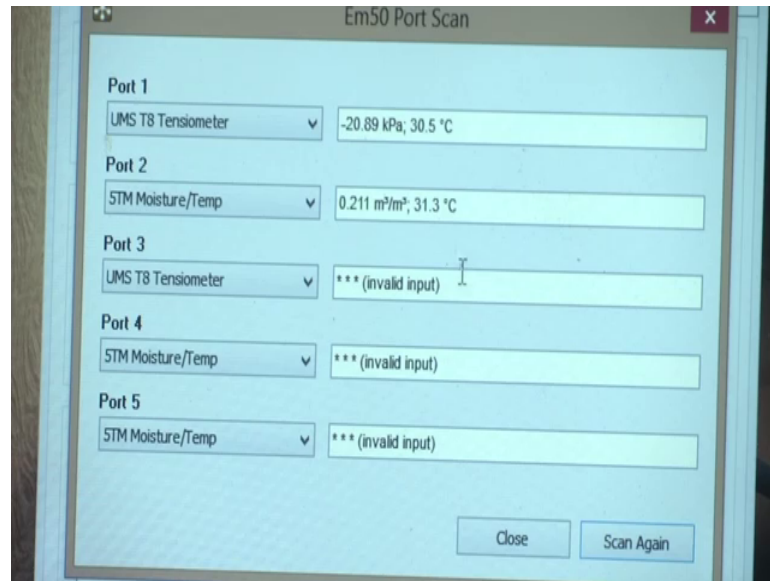 Em50 Port Scan
x
Port 1
UMS T8 Tensiometer
-20.89 kPa; 30.5 °C
Port 2
5TM Moisture/Temp
0.211 m³/m³; 31.3 °C
Port 3
UMS T8 Tensiometer
* * * (invalid input)
Port 4
5TM Moisture/Temp
* * * (invalid input)
Port 5
5TM Moisture/Temp
* * * (invalid input)
Close
Scan Again